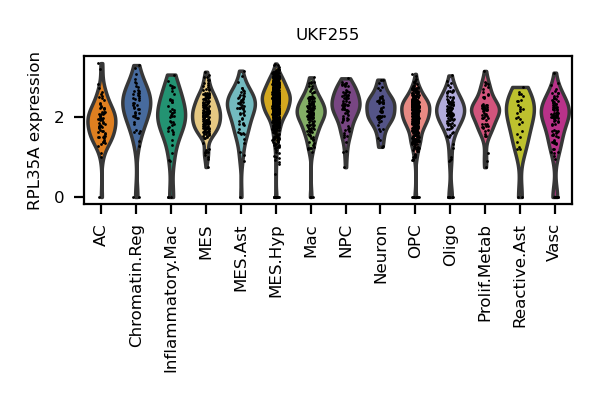 UKF255
RPL35A expression
2
0
AC
Chromatin.Reg
Inflammatory.Mac
MES
MES.Ast
MES.Hyp
Mac
NPC
Neuron
OPC
Oligo
Prolif.Metab
Reactive.Ast
Vasc